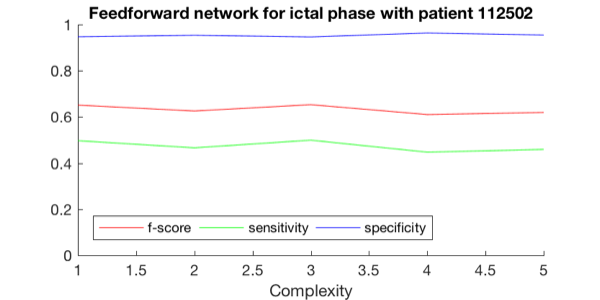 Feedforward network for ictal phase with patient 112502
1
0.8
0.6
0.4
0.2
0
f-score sensitivity specificity
1 1.5 2 2.5 3 3.5 4 4.5 5
Complexity